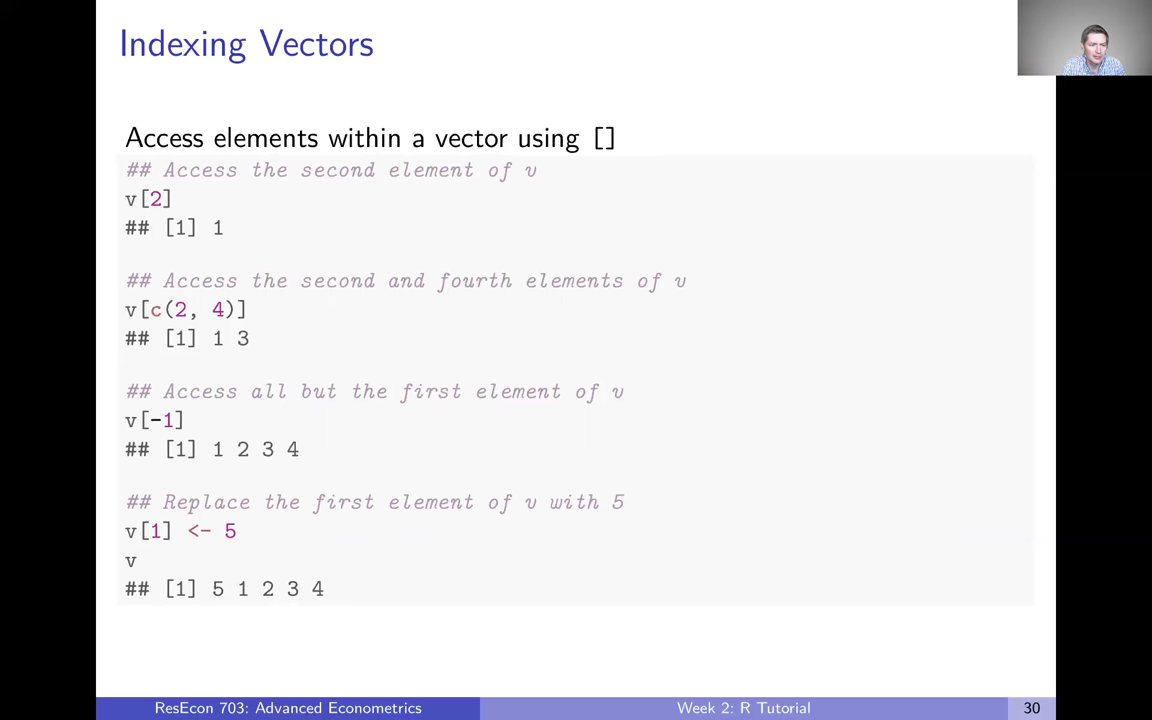 Indexing Vectors
Access elements within a vector using []
## Access the second element of v
v[2]
## [1] 1
## Access the second and fourth elements of v
v[c(2, 4)]
## [1] 1 3
## Access all but the first element of v
v[-1]
## [1] 1 2 3 4
## Replace the first element of v with 5
v[1] <- 5
v
## [1] 5 1 2 3 4
ResEcon 703: Advanced Econometrics
Week 2: R Tutorial
30